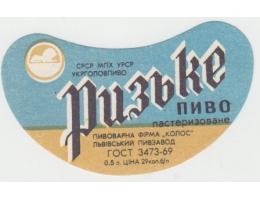 СРСР МПХ УРСР
УКРГОЛОВПИВО
Ризьке
ПИВО
пастеризоване
ПИВОВАРНА ФІРМА „КОЛОС"
ЛЬВІВСЬКИЙ ПИВЗАВОД
ГОСТ 3473-69
0,5 л. ЦІНА 29коп.б/п